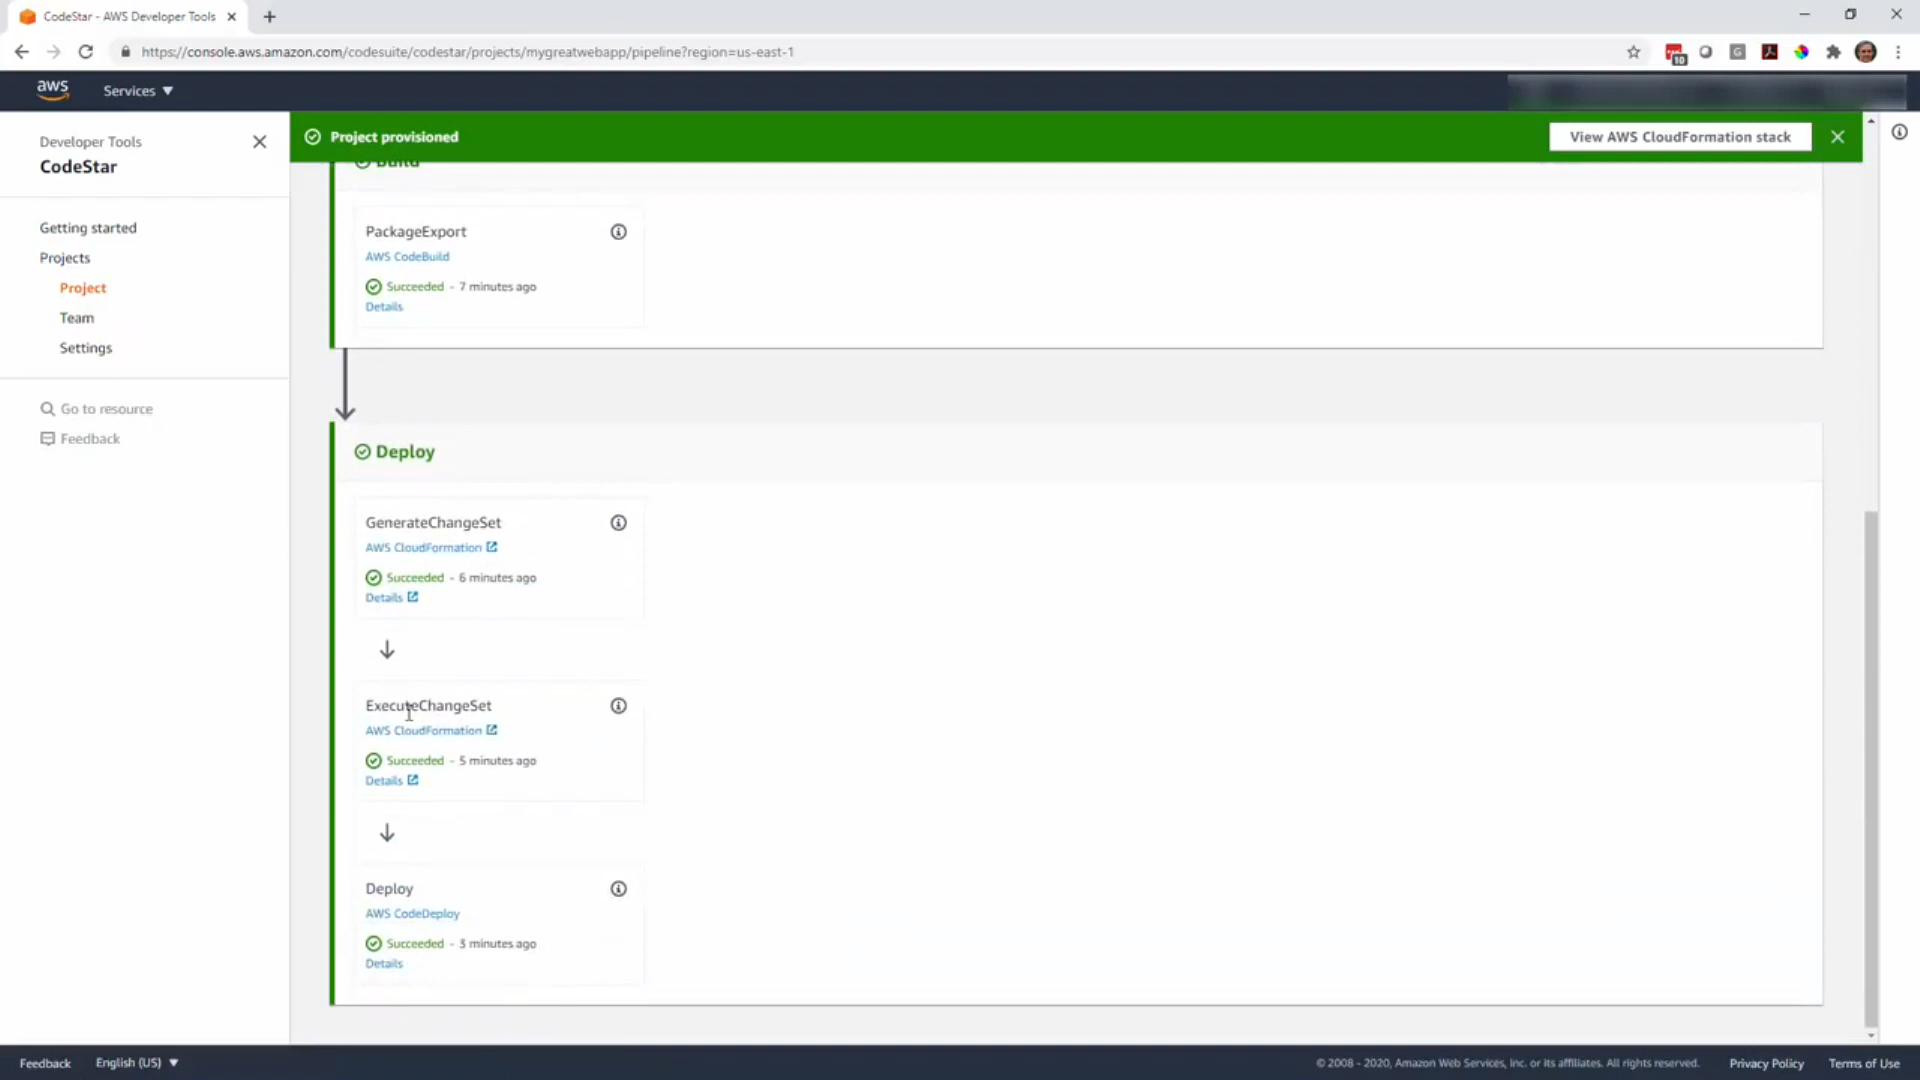 CodeStar - AWS Developer Tools
https://console.aws.amazon.com/codesuite/codestar/projects/mygreatwebapp/pipeline?region=us-east-1
10
G
aws
Services
Developer Tools
CodeStar
Getting started
Projects
Project
Team
Settings
Go to resource
Feedback
Project provisioned
View AWS CloudFormation stack
Build
PackageExport
AWS CodeBuild
Succeeded - 7 minutes ago
Details
Deploy
GenerateChangeSet
AWS CloudFormation
Succeeded - 6 minutes ago
Details
ExecuteChangeSet
AWS CloudFormation
Succeeded - 5 minutes ago
Details
Deploy
AWS CodeDeploy
Succeeded - 3 minutes ago
Details
Feedback
English (US)
© 2008 - 2020, Amazon Web Services, Inc. or its affiliates. All rights reserved.
Privacy Policy
Terms of Use